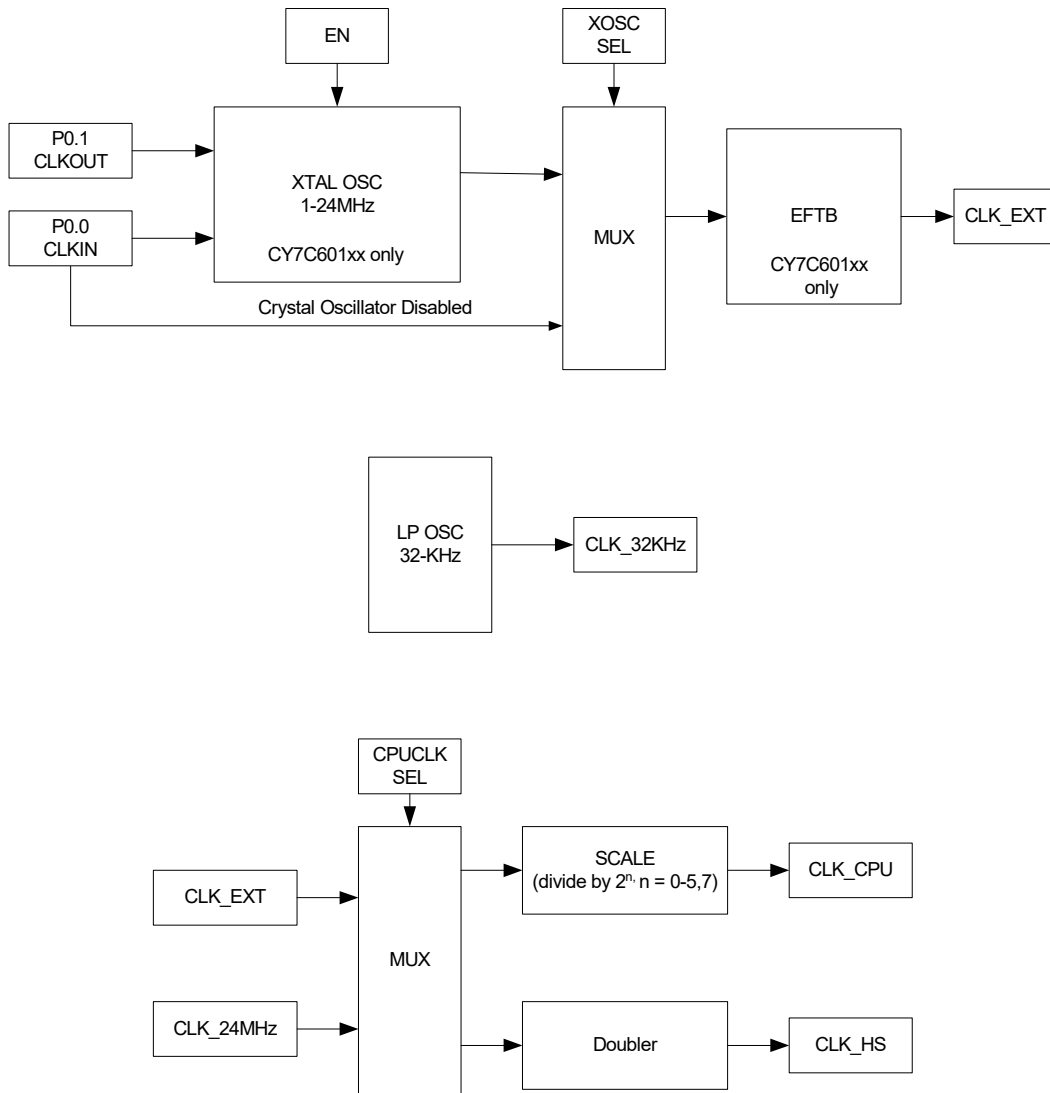 EN
XOSC
SEL
P0.1
CLKOUT
P0.0
CLKIN
XTAL OSC
1-24MHz
CY7C601xx only
MUX
EFTB
CY7C601xx
only
CLK_EXT
Crystal Oscillator Disabled
LP OSC
32-KHz
CLK_32KHz
CPUCLK
SEL
CLK_EXT
CLK_24MHz
MUX
SCALE
(divide by 2n, n = 0-5,7)
CLK_CPU
Doubler
CLK_HS